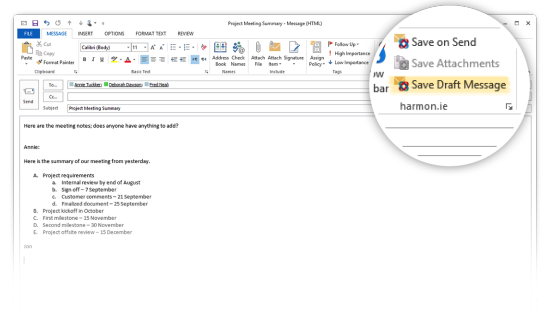 Project Meeting Summary - Message (HTML)
FILE MESSAGE INSERT OPTIONS FORMAT TEXT REVIEW
Cut
Copy
Format Painter
Paste
Clipboard
Calibri (Body) 11
B I U
Basic Text
Address Book
Check Names
Names
Attach File
Attach Item
Signature
Include
Assign Policy
Follow Up
High Importance
Low Importance
Tags
Save on Send
Save Attachments
Save Draft Message
harmon.ie
Send
To... Annie Tuckker; Deborah Dawson; Fred Neal;
Cc...
Subject Project Meeting Summary
Here are the meeting notes; does anyone have anything to add?
Annie:
Here is the summary of our meeting from yesterday.
A. Project requirements
a. Internal review by end of August
b. Sign off – 7 September
c. Customer comments – 21 September
d. Finalized document – 25 September
B. Project kickoff in October
C. First milestone – 15 November
D. Second milestone – 30 November
E. Project offsite review – 15 December